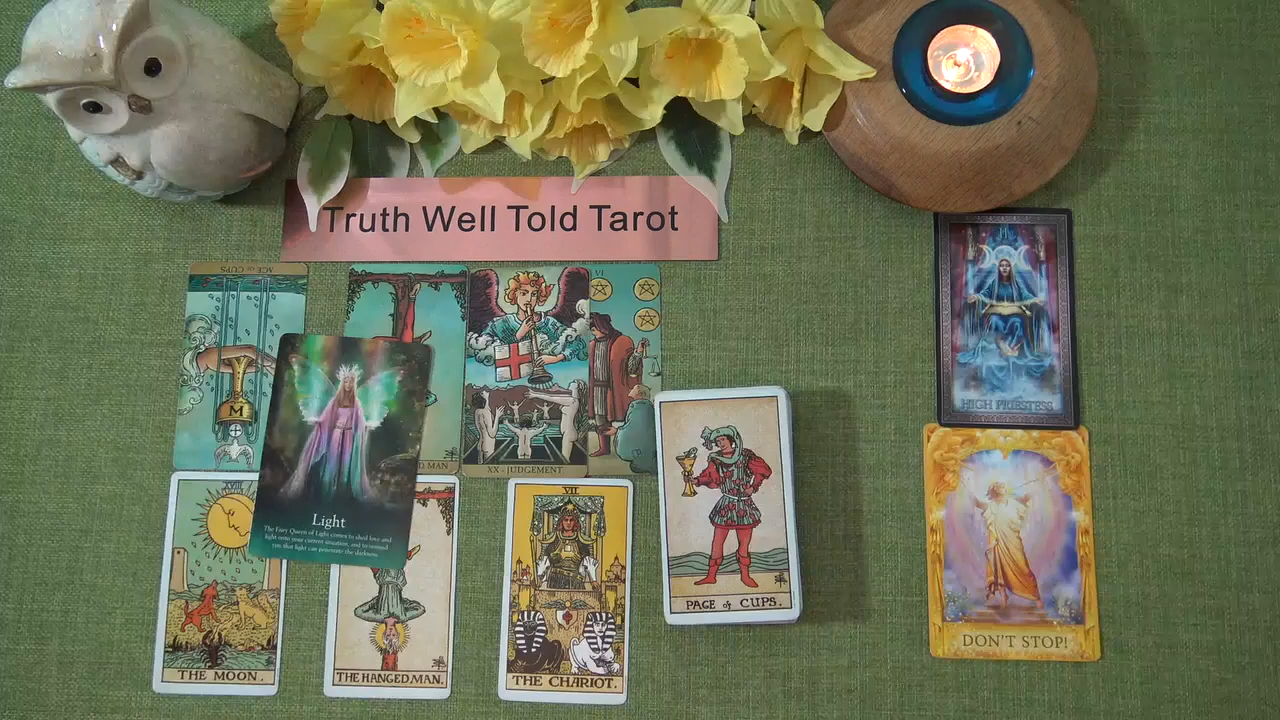 Truth Well Told Tarot
ACE of CUPS
D MAN
XX - JUDGEMENT
VI
HIGH PRIESTESS
Light
The Fairy Queen of Light comes to shed love and
light onto your current situation, and to remind
you that light can penetrate the darkness.
XVIII
THE MOON.
THE HANGED MAN.
VII
THE CHARIOT.
PAGE of CUPS.
DON'T STOP!
M